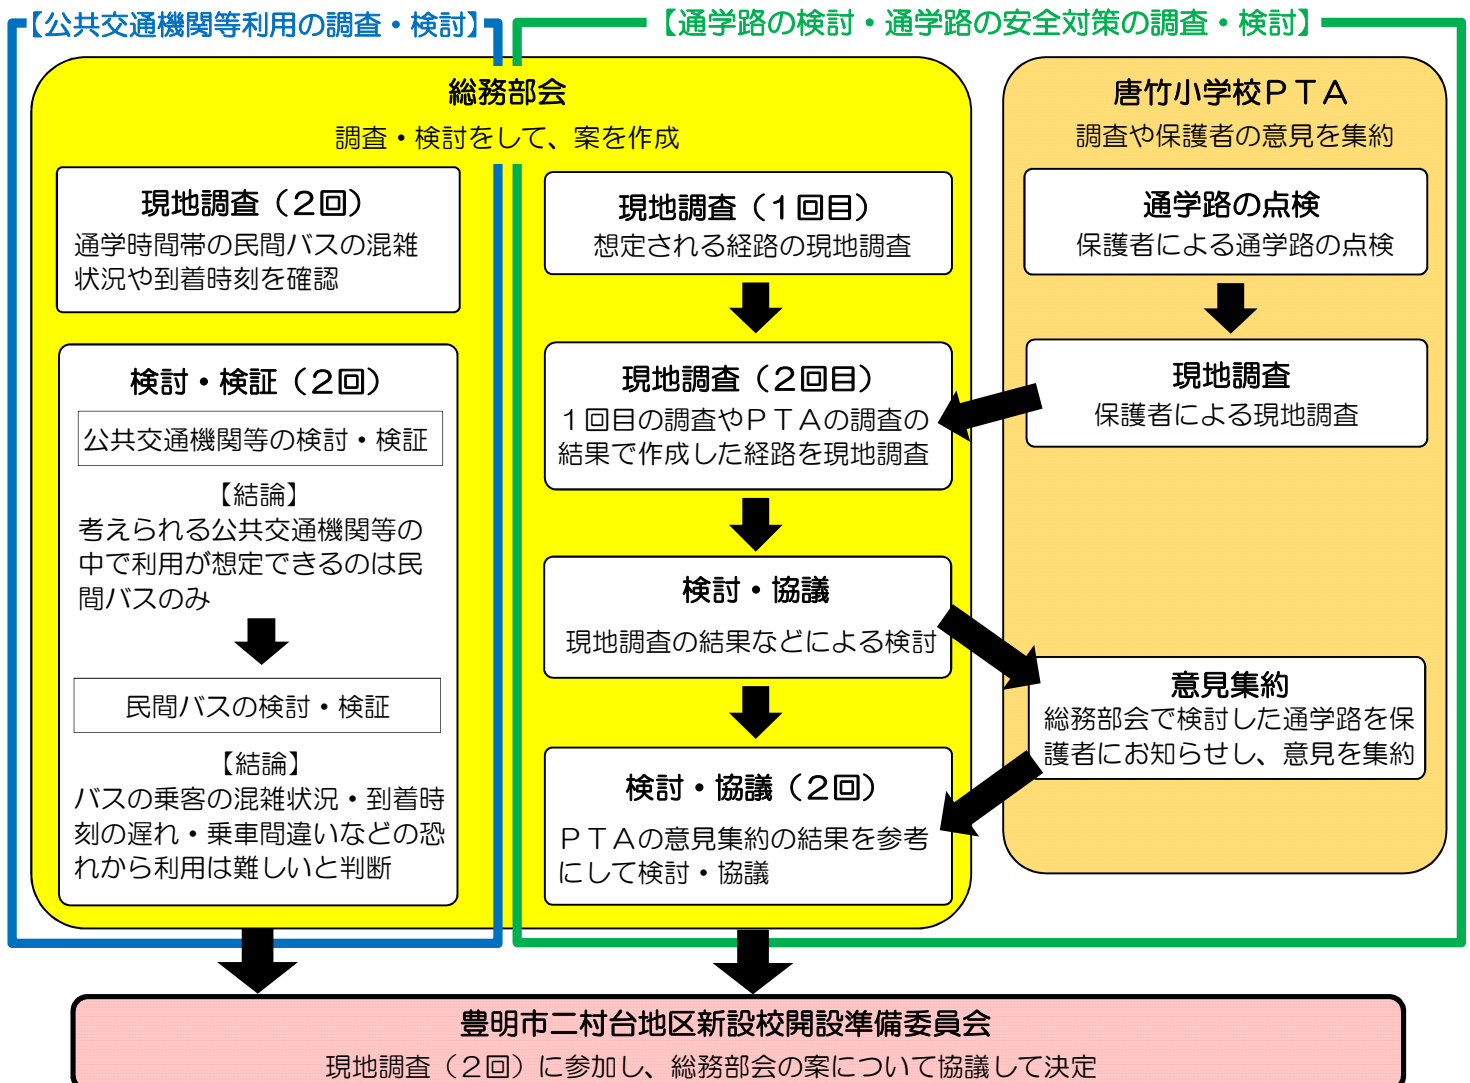 【公共交通機関等利用の調査・検討】
【通学路の検討・通学路の安全対策の調査・検討】
総務部会
調査・検討をして、案を作成
現地調査（２回）
通学時間帯の民間バスの混雑
状況や到着時刻を確認
検討・検証（２回）
公共交通機関等の検討・検証
【結論】
考えられる公共交通機関等の
中で利用が想定できるのは民
間バスのみ
民間バスの検討・検証
【結論】
バスの乗客の混雑状況・到着時
刻の遅れ・乗車間違いなどの恐
れから利用は難しいと判断
現地調査（１回目）
想定される経路の現地調査
現地調査（２回目）
１回目の調査やＰＴＡの調査の
結果で作成した経路を現地調査
検討・協議
現地調査の結果などによる検討
検討・協議（２回）
ＰＴＡの意見集約の結果を参考
にして検討・協議
唐竹小学校ＰＴＡ
調査や保護者の意見を集約
通学路の点検
保護者による通学路の点検
現地調査
保護者による現地調査
意見集約
総務部会で検討した通学路を保
護者にお知らせし、意見を集約
豊明市二村台地区新設校開設準備委員会
現地調査（２回）に参加し、総務部会の案について協議して決定